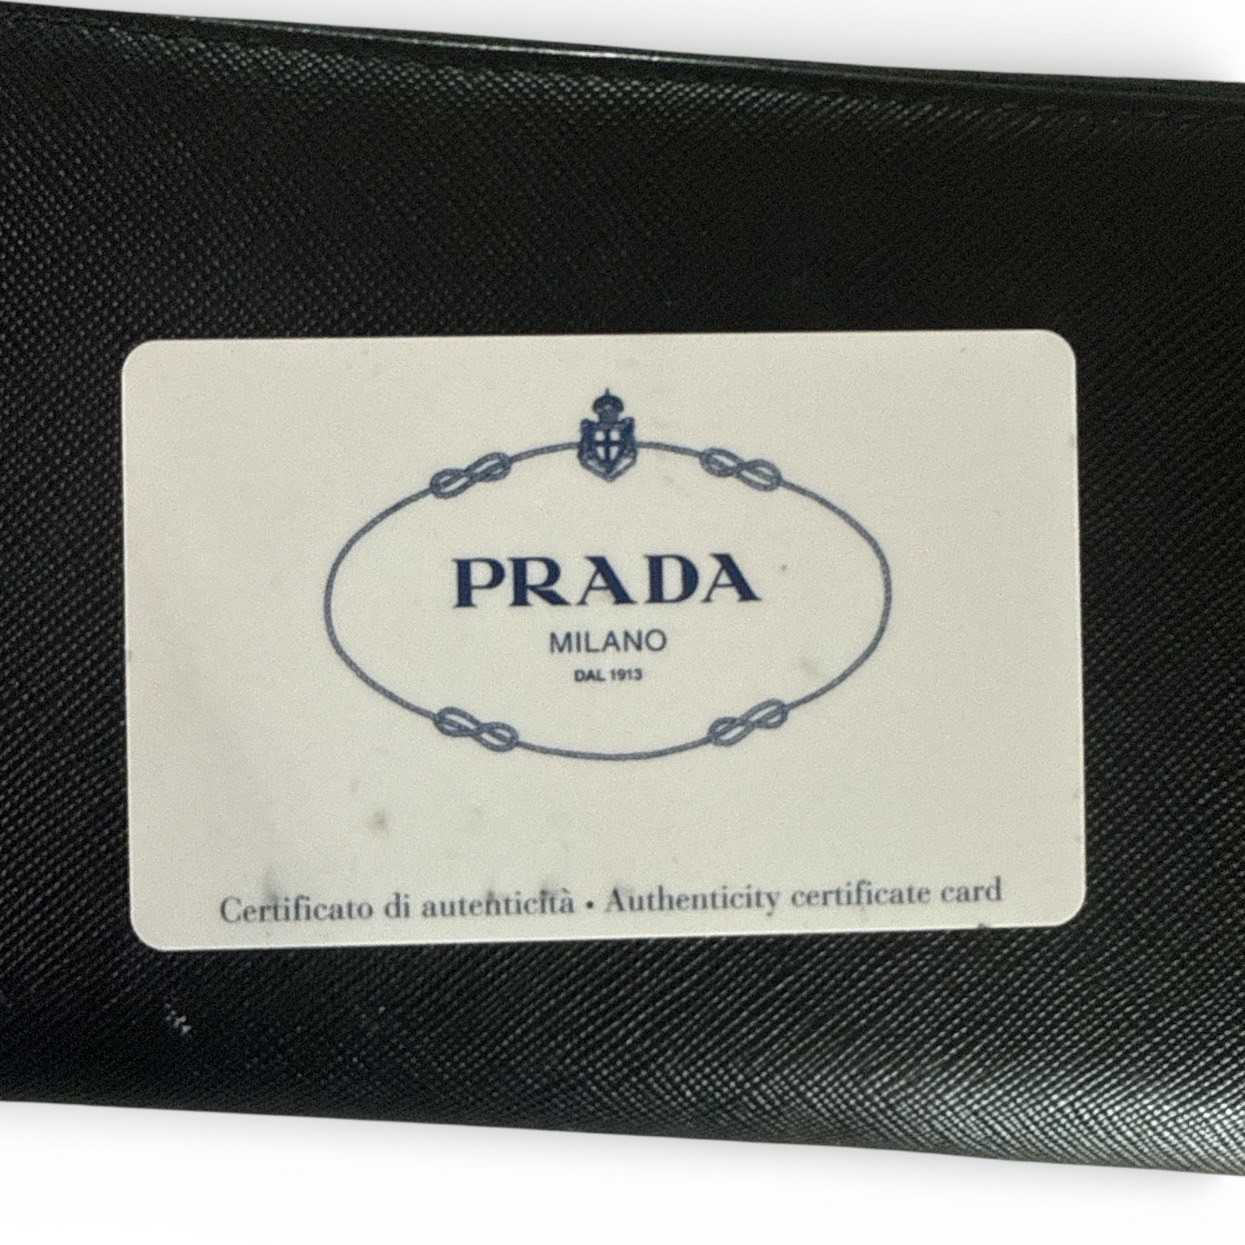 PRADA
MILANO
DAL 1913
Certificato di autenticità • Authenticity certificate card